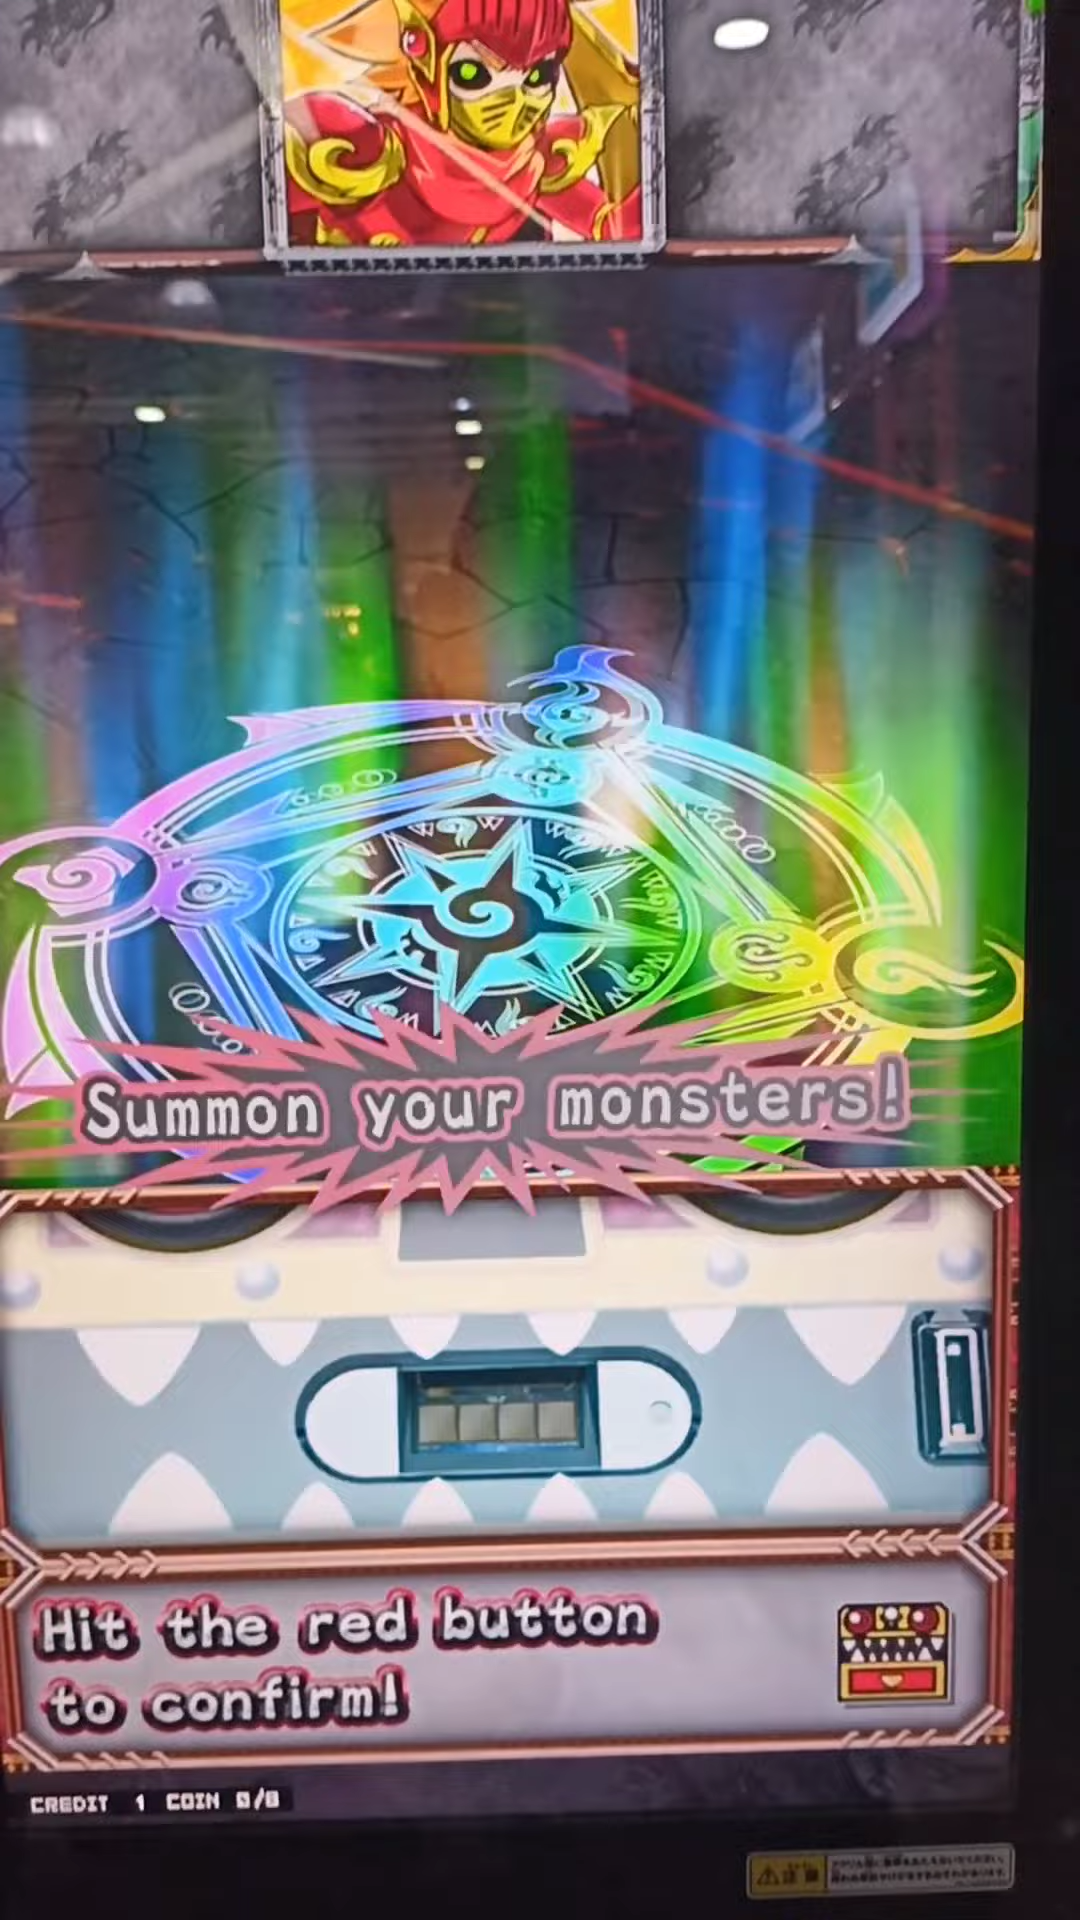 Summon your monsters!
Hit the red button
to confirm!
CREDIT 1 COIN 0/8